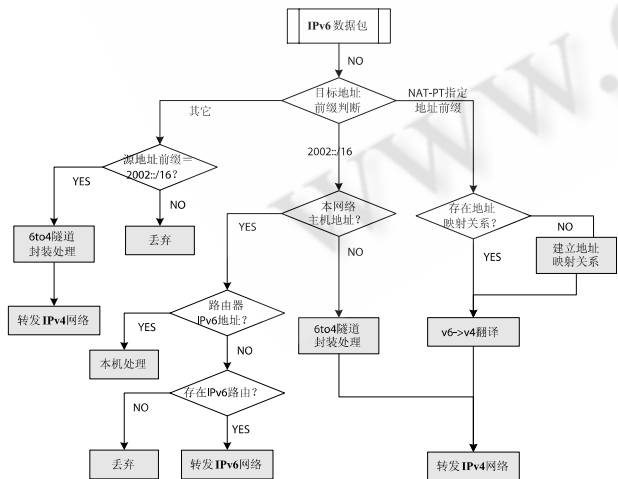 IPv6 数据包
NO
目标地址
前缀判断
其它
NAT-PT指定
地址前缀
2002::/16
源地址前缀＝
2002::/16？
YES
NO
6to4隧道
封装处理
丢弃
转发IPv4网络
本网络
主机地址？
YES
NO
存在地址
映射关系？
NO
YES
建立地址
映射关系
路由器
IPv6地址？
YES
NO
本机处理
6to4隧道
封装处理
v6->v4翻译
存在IPv6路由？
NO
YES
丢弃
转发IPv6网络
转发IPv4网络
www.